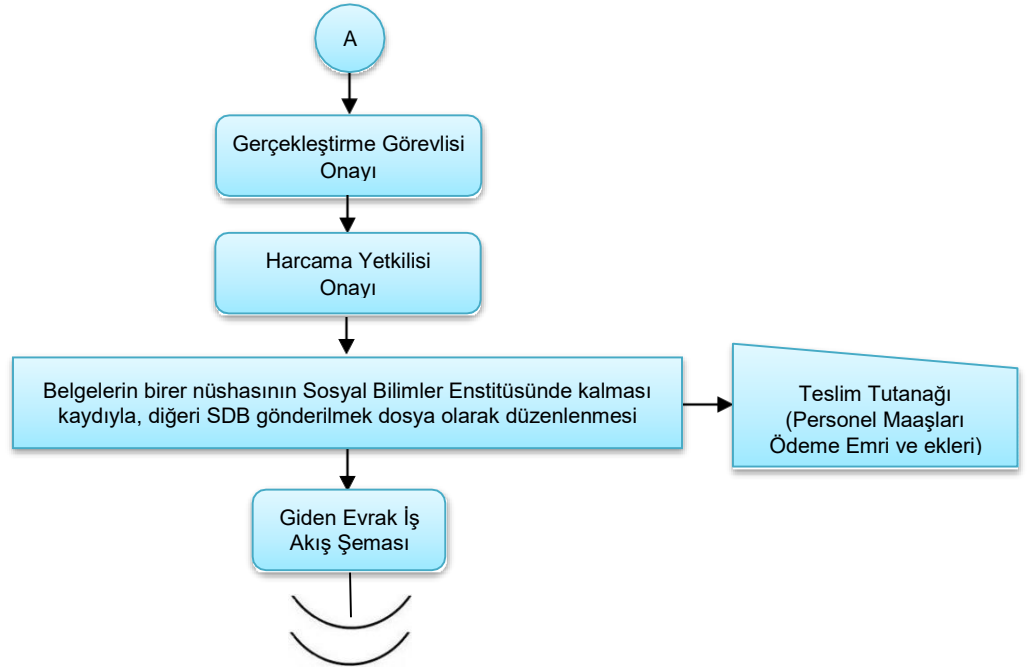 A
Gerçekleştirme Görevlisi
Onayı
Harcama Yetkilisi
Onayı
Belgelerin birer nüshasının Sosyal Bilimler Enstitüsünde kalması
kaydıyla, diğeri SDB gönderilmek dosya olarak düzenlenmesi
Teslim Tutanağı
(Personel Maaşları
Ödeme Emri ve ekleri)
Giden Evrak İş
Akış Şeması